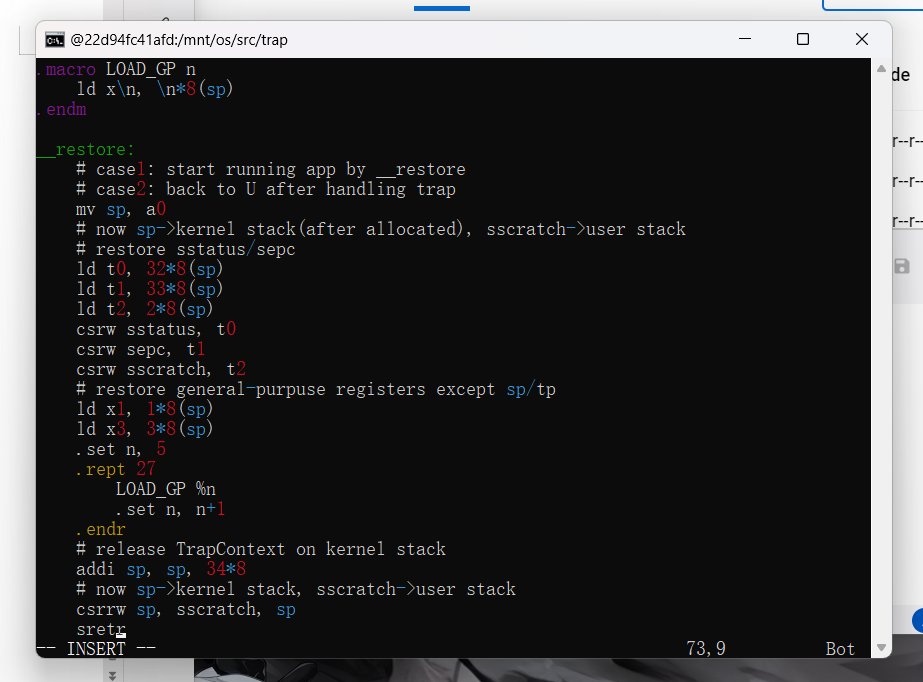 @22d94fc41afd:/mnt/os/src/trap
.macro LOAD_GP n
    ld x\n, \n*8(sp)
.endm
__restore:
    # case1: start running app by __restore
    # case2: back to U after handling trap
    mv sp, a0
    # now sp->kernel stack(after allocated), sscratch->user stack
    # restore sstatus/sepc
    ld t0, 32*8(sp)
    ld t1, 33*8(sp)
    ld t2, 2*8(sp)
    csrw sstatus, t0
    csrw sepc, t1
    csrw sscratch, t2
    # restore general-purpuse registers except sp/tp
    ld x1, 1*8(sp)
    ld x3, 3*8(sp)
    .set n, 5
    .rept 27
        LOAD_GP %n
        .set n, n+1
    .endr
    # release TrapContext on kernel stack
    addi sp, sp, 34*8
    # now sp->kernel stack, sscratch->user stack
    csrrw sp, sscratch, sp
    sretr
-- INSERT -- 73,9 Bot
de
r--r--
r--r--
r--r--